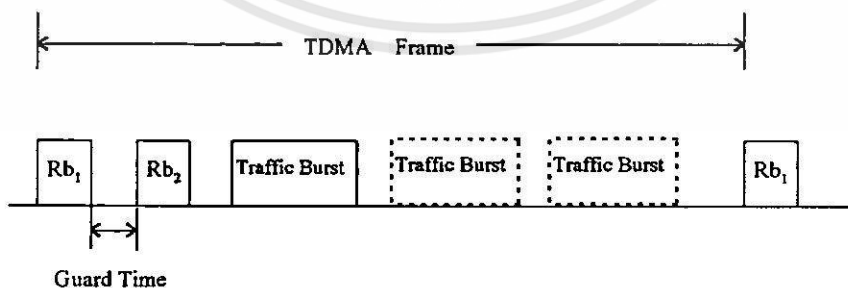 TDMA Frame
Rb₁ Rb₂ Traffic Burst Traffic Burst Traffic Burst Rb₁
Guard Time